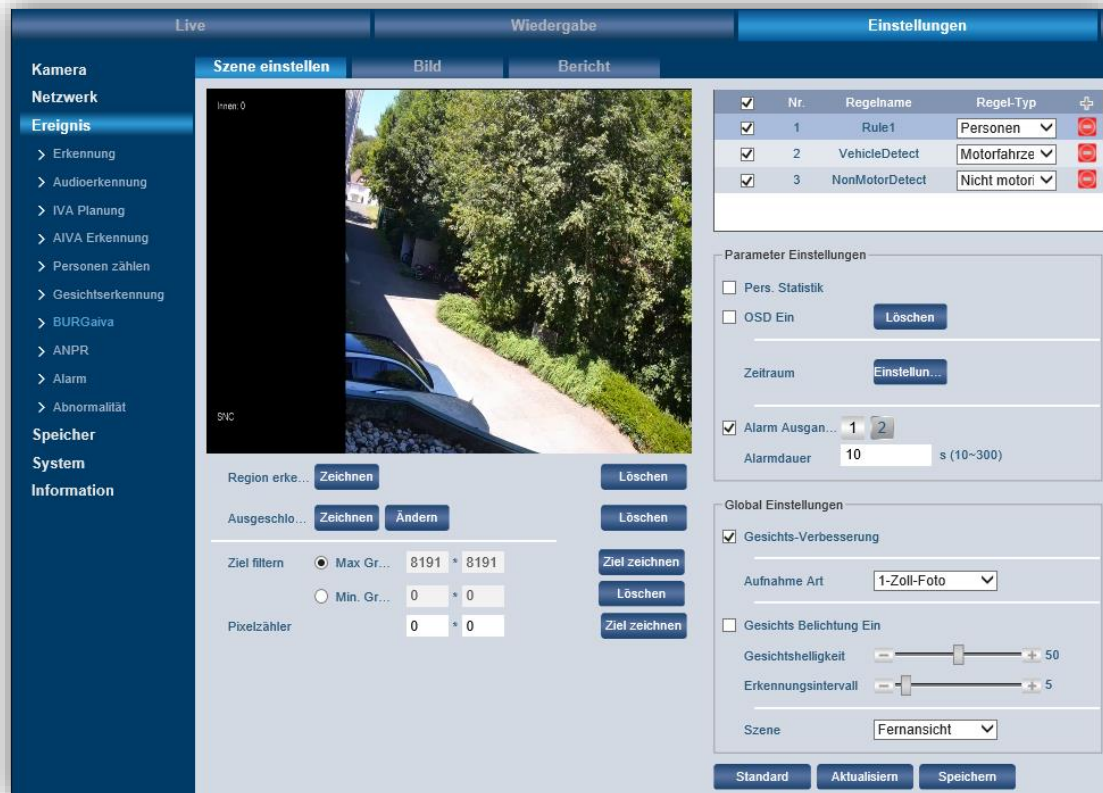 Live Wiedergabe Einstellungen
Szene einstellen Bild Bericht
Kamera
Netzwerk
Ereignis
> Erkennung
> Audioerkennung
> IVA Planung
> AIVA Erkennung
> Personen zählen
> Gesichtserkennung
> BURGaiva
> ANPR
> Alarm
> Abnormalität
Speicher
System
Information
Innen: 0
SNC
Region erke... Zeichnen Löschen
Ausgeschlo... Zeichnen Ändern Löschen
Ziel filtern Max Gr... 8191 * 8191 Ziel zeichnen
Min. Gr... 0 * 0 Löschen
Pixelzähler 0 * 0 Ziel zeichnen
Nr. Regelname Regel-Typ
1 Rule1 Personen
2 VehicleDetect Motorfahrze
3 NonMotorDetect Nicht motori
Parameter Einstellungen
Pers. Statistik
OSD Ein Löschen
Zeitraum Einstellun...
Alarm Ausgan... 1 2
Alarmdauer 10 s (10~300)
Global Einstellungen
Gesichts-Verbesserung
Aufnahme Art 1-Zoll-Foto
Gesichts Belichtung Ein
Gesichtshelligkeit 50
Erkennungsintervall 5
Szene Fernansicht
Standard Aktualisiern Speichern